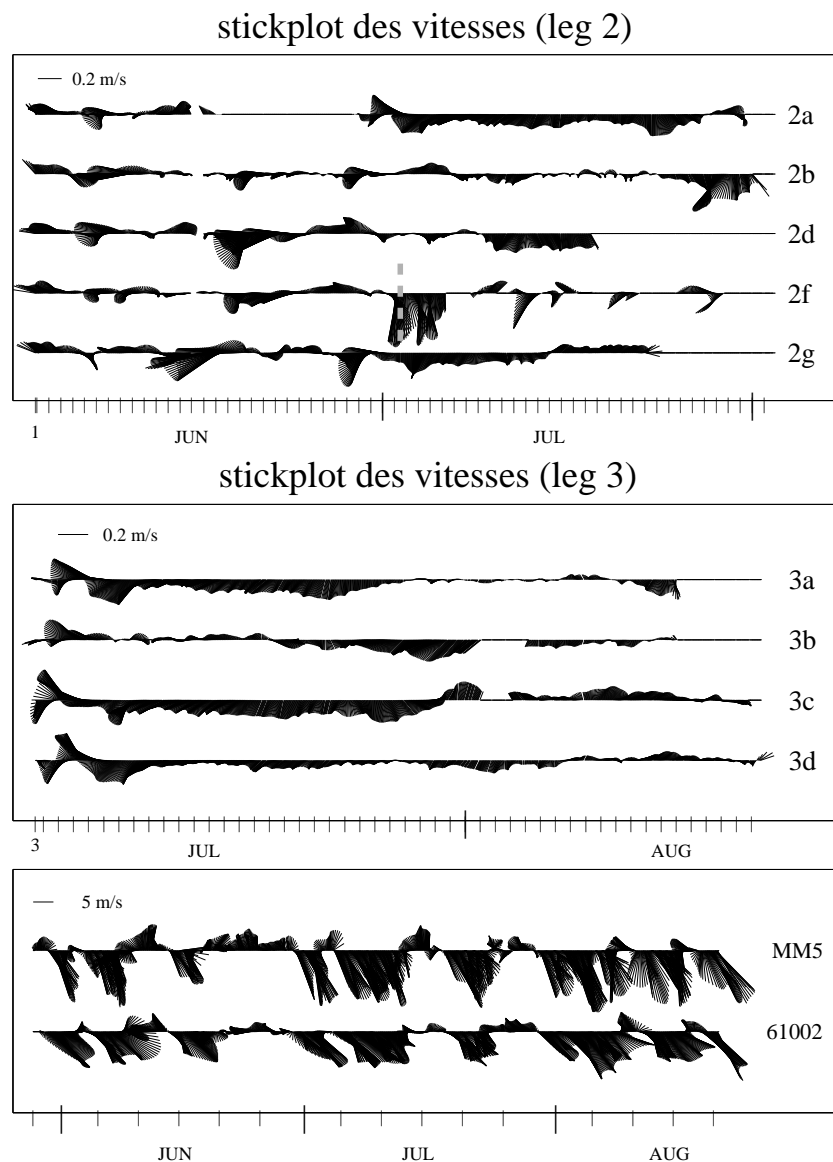 stickplot des vitesses (leg 2)
0.2 m/s
2a
2b
2d
2f
2g
1
JUN JUL
stickplot des vitesses (leg 3)
0.2 m/s
3a
3b
3c
3d
3
JUL AUG
5 m/s
MM5
61002
JUN JUL AUG